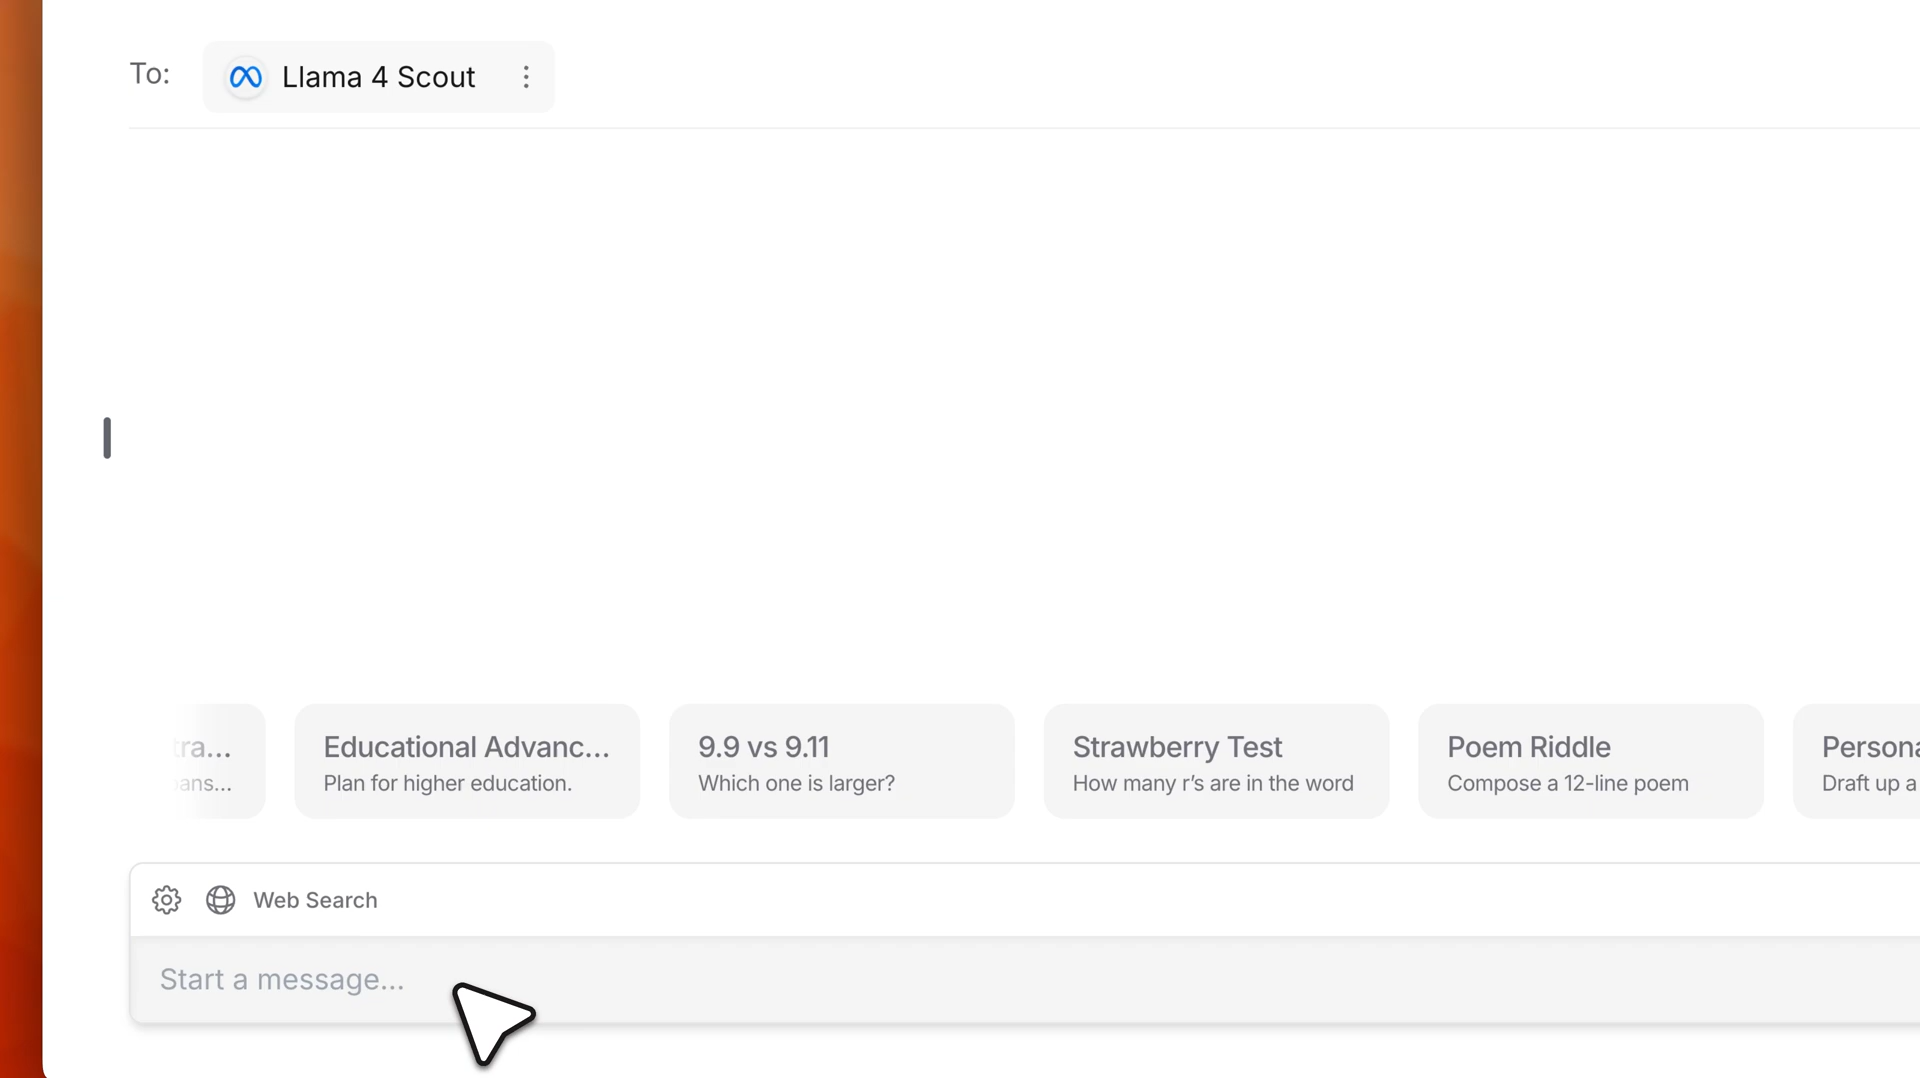 To: Llama 4 Scout
Educational Advanc...
Plan for higher education.
9.9 vs 9.11
Which one is larger?
Strawberry Test
How many r’s are in the word
Poem Riddle
Compose a 12-line poem
Draft up a
Web Search
Start a message...